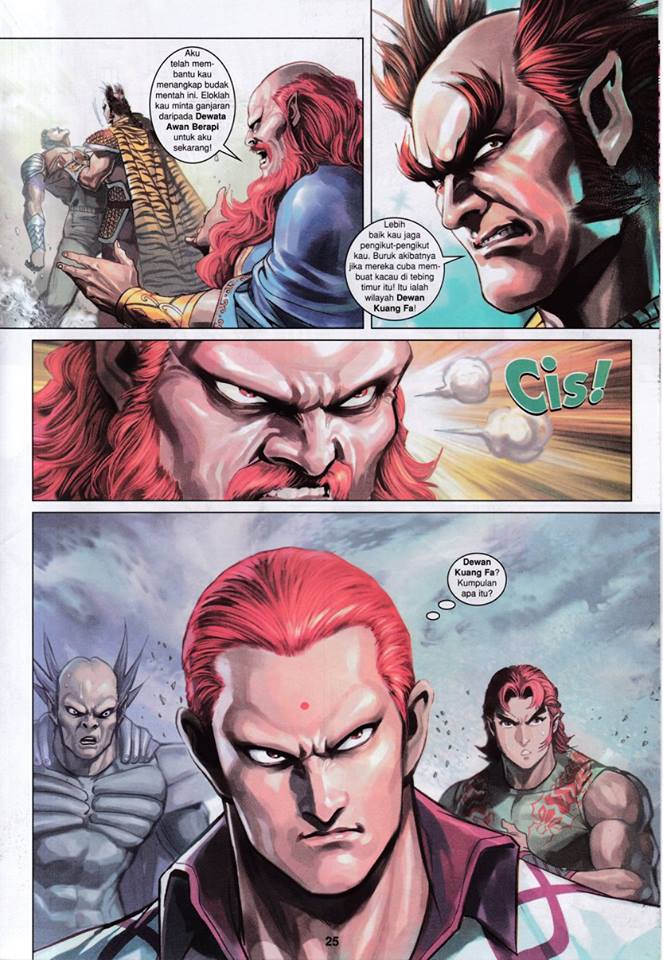 Aku
telah mem-
bantu kau
menangkap budak
mentah ini. Eloklah
kau minta ganjaran
daripada Dewata
Awan Berapi
untuk aku
sekarang!
Lebih
baik kau jaga
pengikut-pengikut
kau. Buruk akibatnya
jika mereka cuba mem-
buat kacau di tebing
timur itu! Itu ialah
wilayah Dewan
Kuang Fa!
Cis!
Dewan
Kuang Fa?
Kumpulan
apa itu?
25